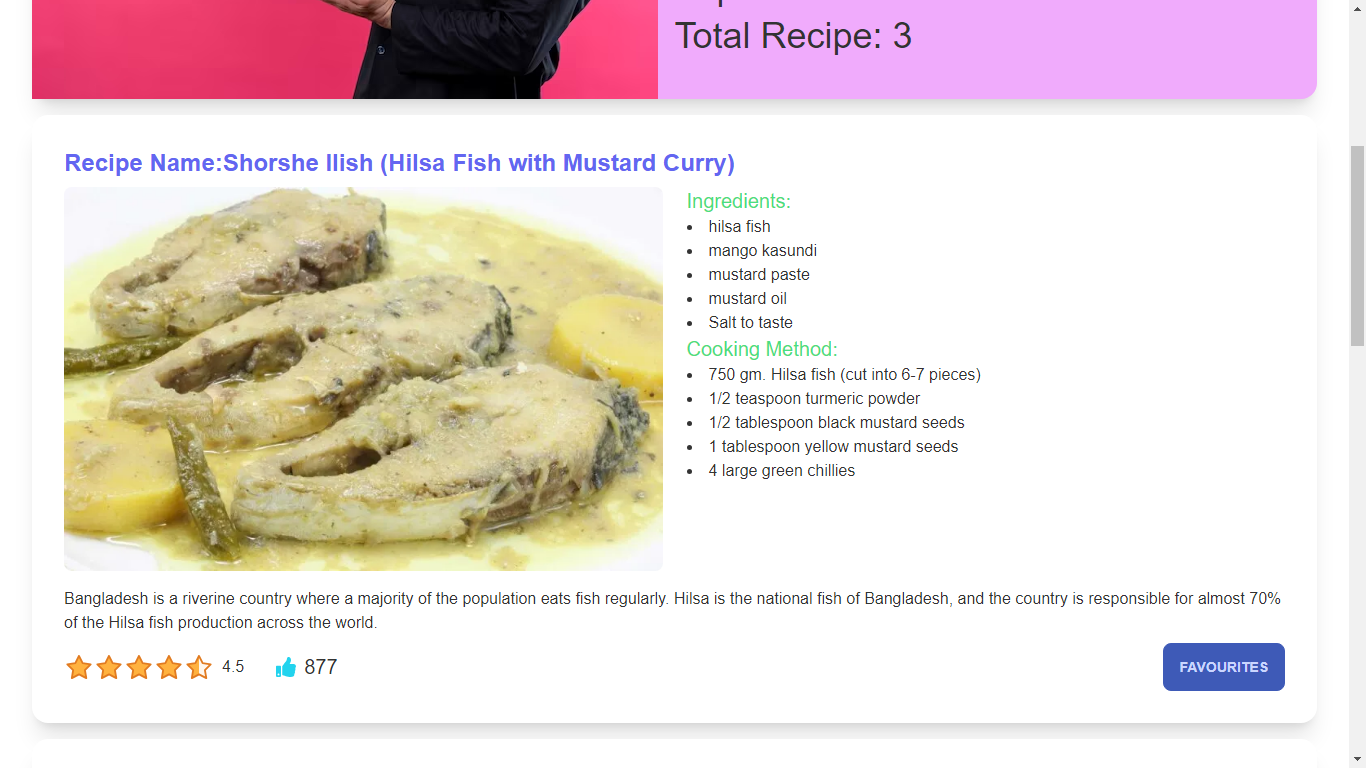 Total Recipe: 3
Recipe Name:Shorshe Ilish (Hilsa Fish with Mustard Curry)
Ingredients:
hilsa fish
mango kasundi
mustard paste
mustard oil
Salt to taste
Cooking Method:
750 gm. Hilsa fish (cut into 6-7 pieces)
1/2 teaspoon turmeric powder
1/2 tablespoon black mustard seeds
1 tablespoon yellow mustard seeds
4 large green chillies
Bangladesh is a riverine country where a majority of the population eats fish regularly. Hilsa is the national fish of Bangladesh, and the country is responsible for almost 70%
of the Hilsa fish production across the world.
4.5 877 FAVOURITES